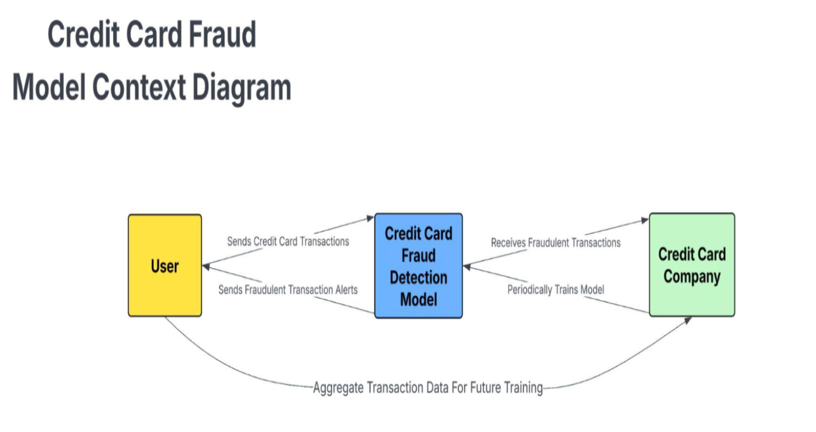 Credit Card Fraud
Model Context Diagram
User
Sends Credit Card Transactions
Sends Fraudulent Transaction Alerts
Credit Card
Fraud
Detection
Model
Receives Fraudulent Transactions
Periodically Trains Model
Credit Card
Company
Aggregate Transaction Data For Future Training